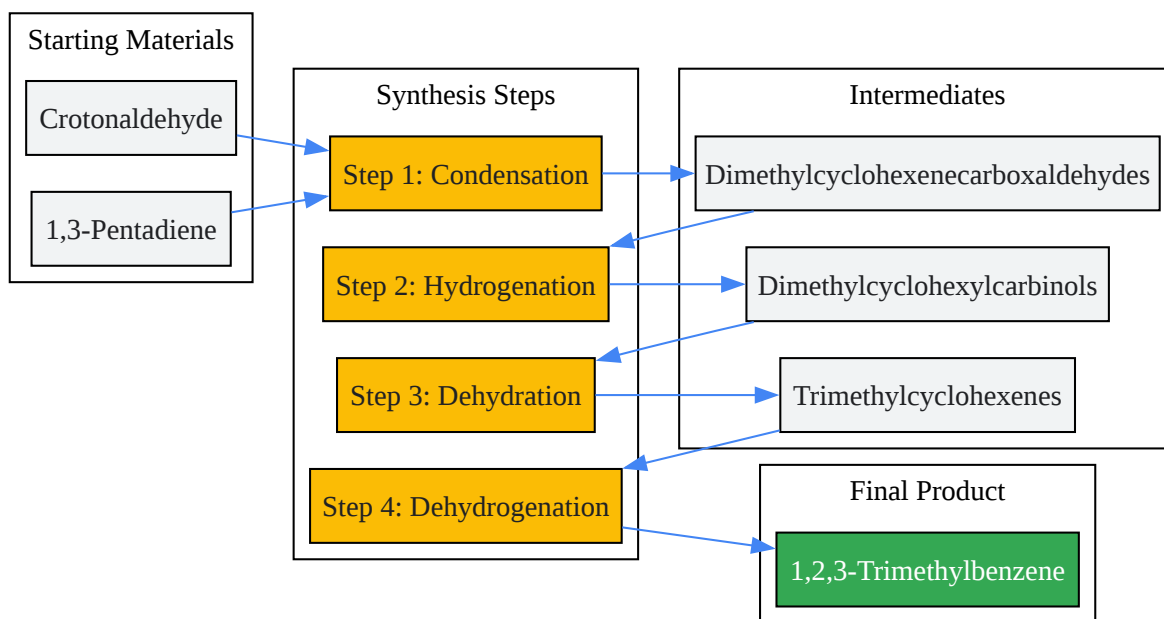 Starting Materials
Crotonaldehyde
1,3-Pentadiene
Synthesis Steps
Step 1: Condensation
Step 2: Hydrogenation
Step 3: Dehydration
Step 4: Dehydrogenation
Intermediates
Dimethylcyclohexenecarboxaldehydes
Dimethylcyclohexylcarbinols
Trimethylcyclohexenes
Final Product
1,2,3-Trimethylbenzene